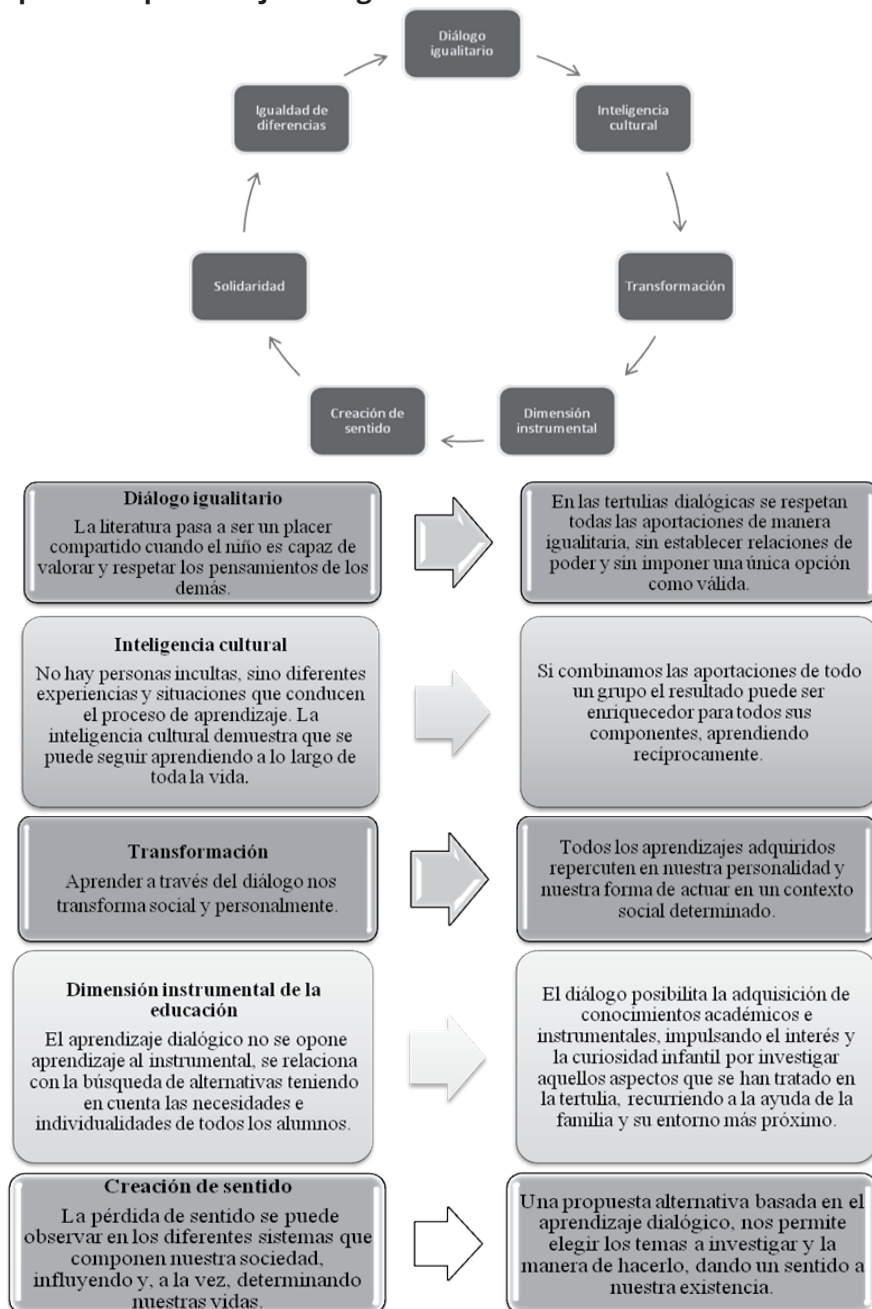 Diálogo
igualitario
Igualdad de
diferencias
Inteligencia
cultural
Solidaridad
Transformación
Creación de
sentido
Dimensión
instrumental
Diálogo igualitario
La literatura pasa a ser un placer
compartido cuando el niño es capaz de
valorar y respetar los pensamientos de los
demás.
En las tertulias dialógicas se respetan
todas las aportaciones de manera
igualitaria, sin establecer relaciones de
poder y sin imponer una única opción
como válida.
Inteligencia cultural
No hay personas incultas, sino diferentes
experiencias y situaciones que conducen
el proceso de aprendizaje. La
inteligencia cultural demuestra que se
puede seguir aprendiendo a lo largo de
toda la vida.
Si combinamos las aportaciones de todo
un grupo el resultado puede ser
enriquecedor para todos sus
componentes, aprendiendo
recíprocamente.
Transformación
Aprender a través del diálogo nos
transforma social y personalmente.
Todos los aprendizajes adquiridos
repercuten en nuestra personalidad y
nuestra forma de actuar en un contexto
social determinado.
Dimensión instrumental de la
educación
El aprendizaje dialógico no se opone
aprendizaje al instrumental, se relaciona
con la búsqueda de alternativas teniendo
en cuenta las necesidades e
individualidades de todos los alumnos.
El diálogo posibilita la adquisición de
conocimientos académicos e
instrumentales, impulsando el interés y
la curiosidad infantil por investigar
aquellos aspectos que se han tratado en
la tertulia, recurriendo a la ayuda de la
familia y su entorno más próximo.
Creación de sentido
La pérdida de sentido se puede
observar en los diferentes sistemas que
componen nuestra sociedad,
influyendo y, a la vez, determinando
nuestras vidas.
Una propuesta alternativa basada en el
aprendizaje dialógico, nos permite
elegir los temas a investigar y la
manera de hacerlo, dando un sentido a
nuestra existencia.